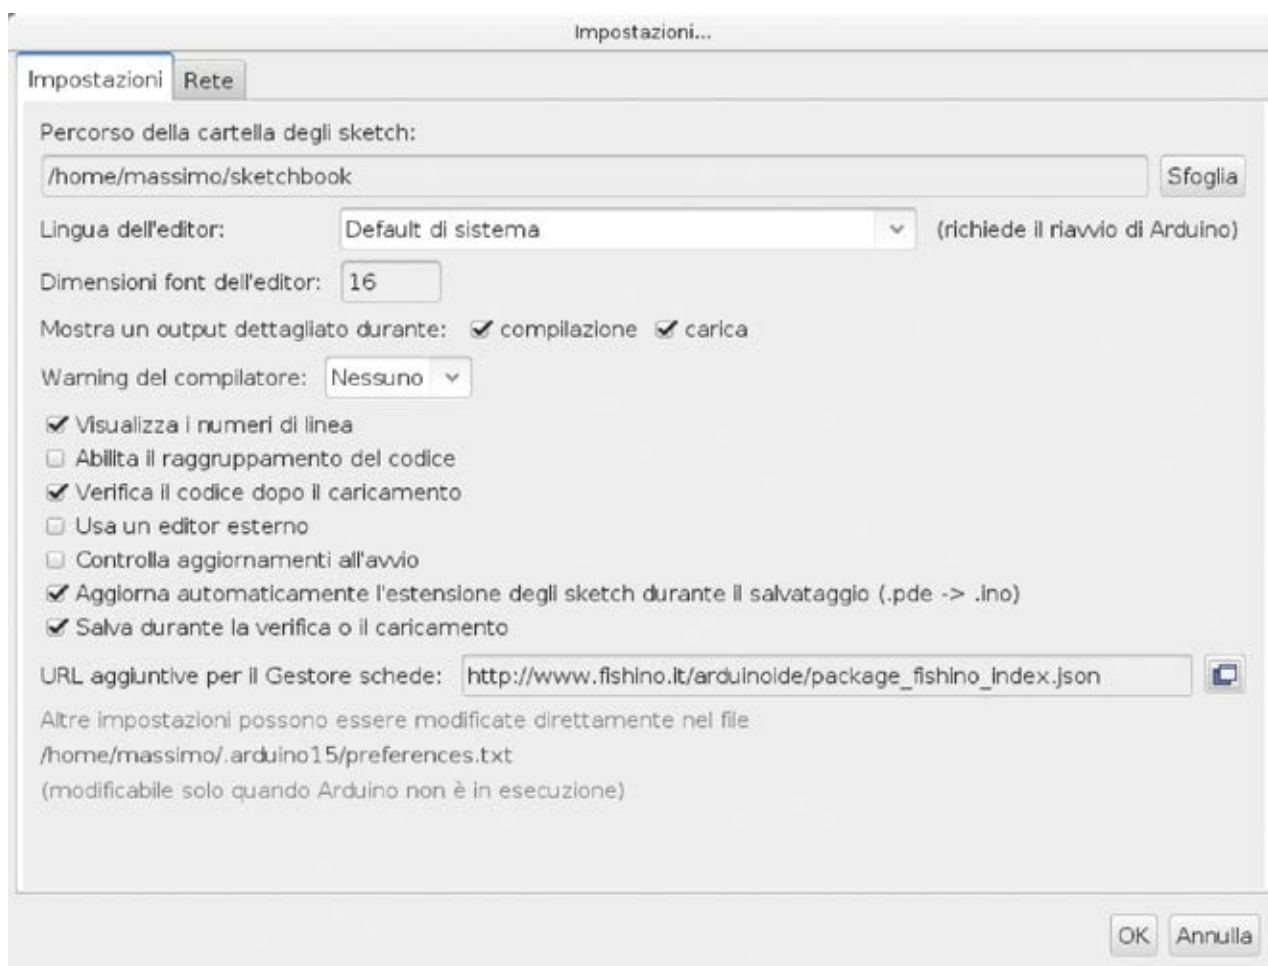 Impostazioni...
Impostazioni Rete
Percorso della cartella degli sketch:
/home/massimo/sketchbook Sfoglia
Lingua dell'editor: Default di sistema (richiede il riavvio di Arduino)
Dimensioni font dell'editor: 16
Mostra un output dettagliato durante: compilazione carica
Warning del compilatore: Nessuno
Visualizza i numeri di linea
Abilita il raggruppamento del codice
Verifica il codice dopo il caricamento
Usa un editor esterno
Controlla aggiornamenti all'avvio
Aggiorna automaticamente l'estensione degli sketch durante il salvataggio (.pde -> .ino)
Salva durante la verifica o il caricamento
URL aggiuntive per il Gestore schede: http://www.fishino.it/arduinoide/package_fishino_index.json
Altre impostazioni possono essere modificate direttamente nel file
/home/massimo/.arduino15/preferences.txt
(modificabile solo quando Arduino non è in esecuzione)
OK Annulla